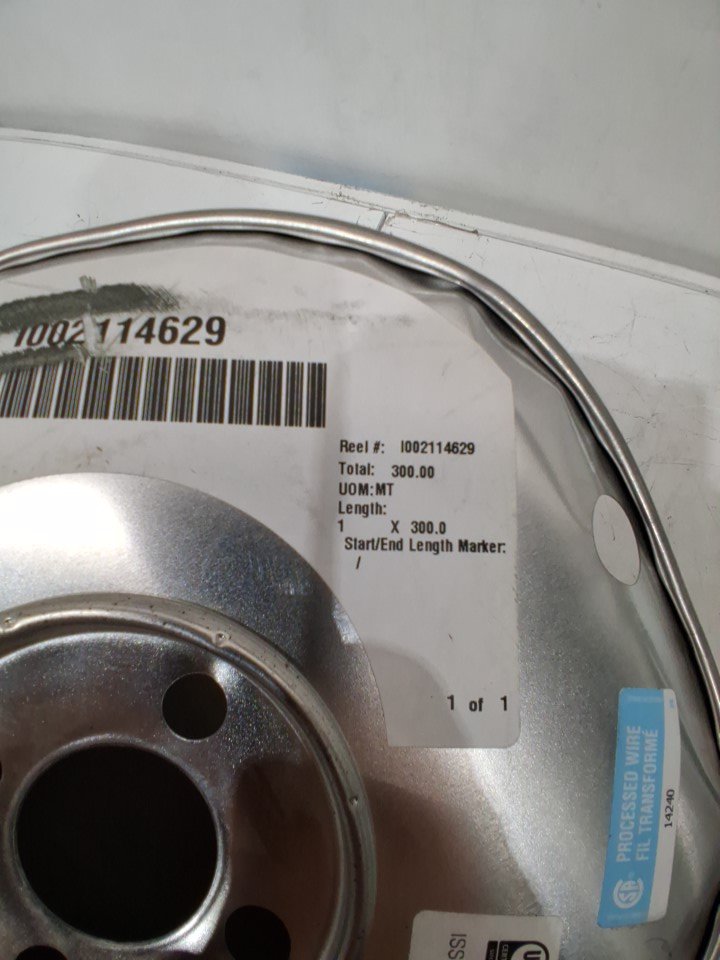 I002114629
Reel #: I002114629
Total: 300.00
UOM:MT
Length:
1 X 300.0
Start/End Length Marker:
/
1 of 1
PROCESSED WIRE
FIL TRANSFORMÉ
14240
ISS